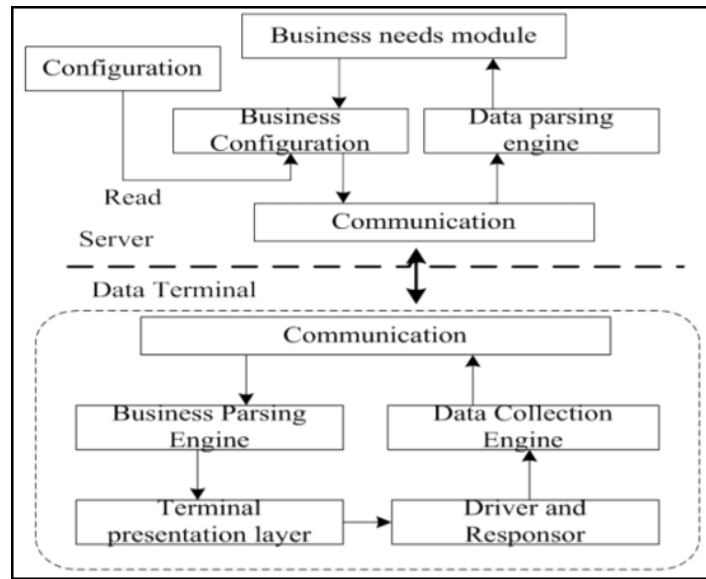 Business needs module
Configuration
Business
Configuration
Data parsing
engine
Read
Communication
Server
Data Terminal
Communication
Business Parsing
Engine
Data Collection
Engine
Terminal
presentation layer
Driver and
Responsor